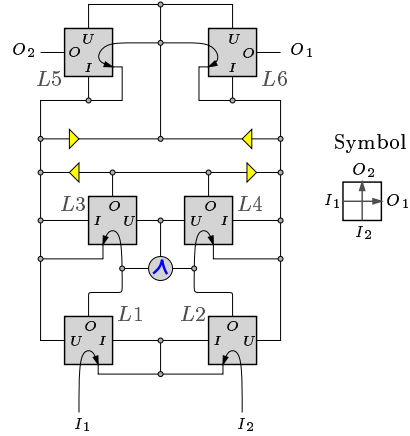 O₂ U O I L5
U O I L6 O₁
Symbol
O₂
I₁ O₁
I₂
L3 O I U
O U I L4
O U I L1
L2 O I U
I₁ I₂